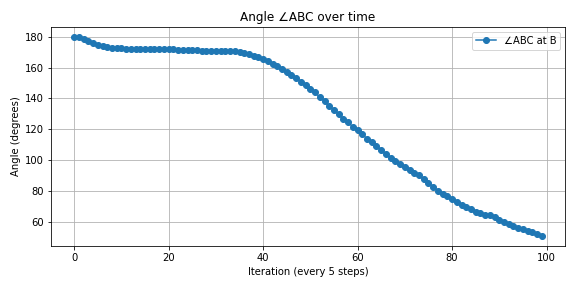 Angle ∠ABC over time
∠ABC at B
Angle (degrees)
180
160
140
120
100
80
60
0 20 40 60 80 100
Iteration (every 5 steps)